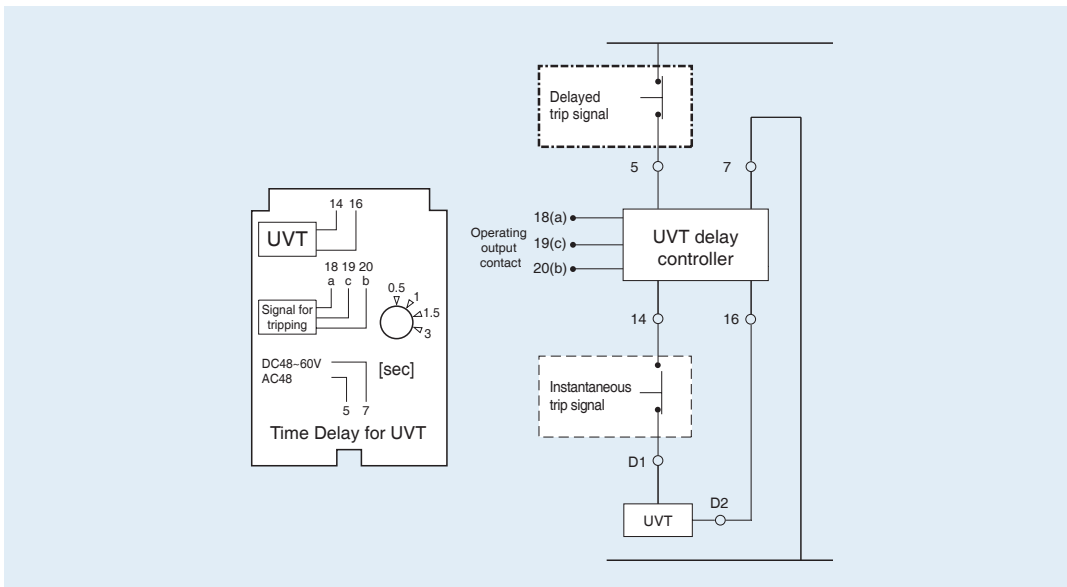 14 16
UVT
18 19 20
a c b
Signal for
tripping
0.5
1
1.5
3
DC48~60V
AC48
[sec]
5 7
Time Delay for UVT
Delayed
trip signal
5
7
18(a)
19(c)
20(b)
Operating
output
contact
UVT delay
controller
14
16
Instantaneous
trip signal
D1
D2
UVT